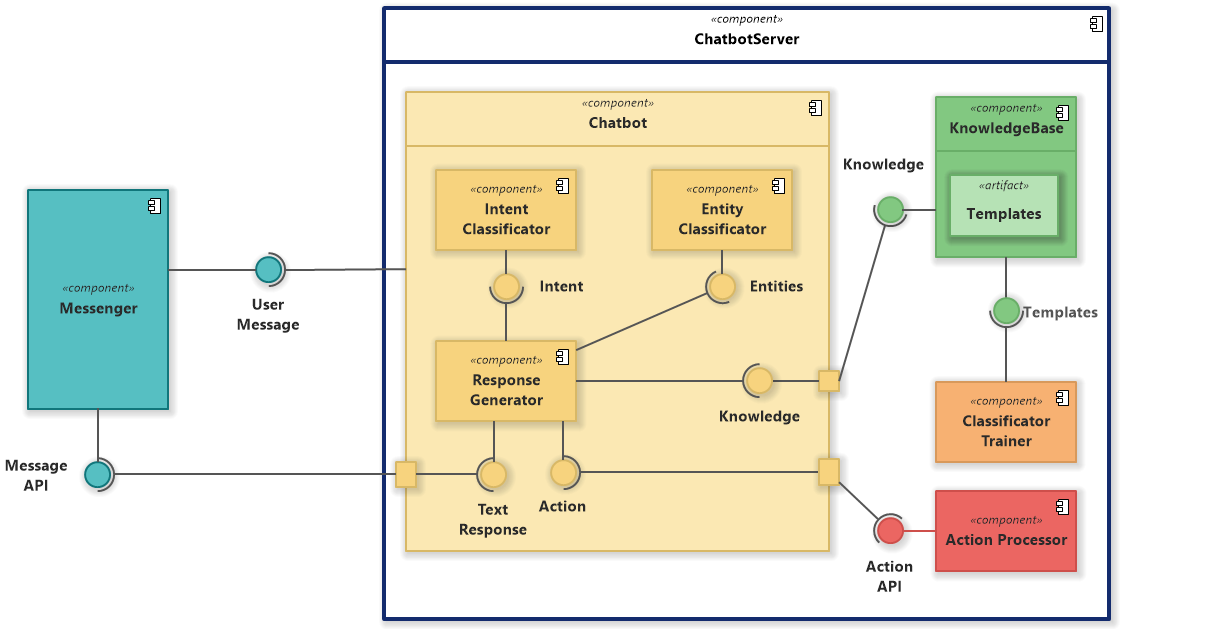 «component»
ChatbotServer
«component»
Chatbot
«component»
KnowledgeBase
«artifact»
Templates
Knowledge
«component»
Intent
Classificator
«component»
Entity
Classificator
«component»
Messenger
User
Message
Intent
Entities
Templates
«component»
Response
Generator
Knowledge
«component»
Classificator
Trainer
Message
API
Text
Response
Action
«component»
Action Processor
Action
API